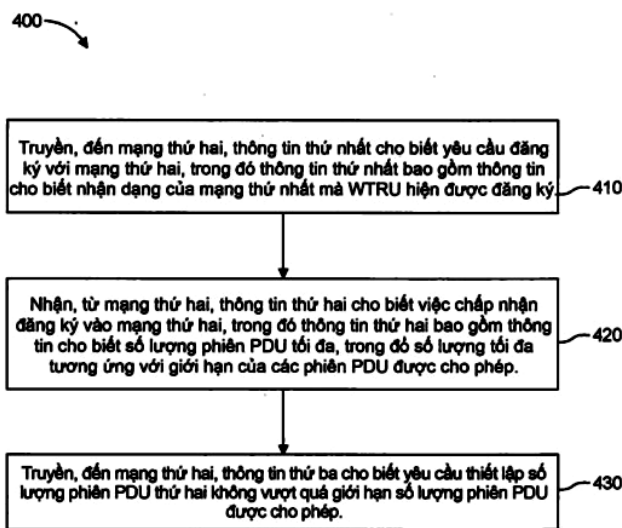 400
Truyền, đến mạng thứ hai, thông tin thứ nhất cho biết yêu cầu đăng
ký với mạng thứ hai, trong đó thông tin thứ nhất bao gồm thông tin
cho biết nhận dạng của mạng thứ nhất mà WTRU hiện được đăng ký.
410
Nhận, từ mạng thứ hai, thông tin thứ hai cho biết việc chấp nhận
đăng ký vào mạng thứ hai, trong đó thông tin thứ hai bao gồm thông
tin cho biết số lượng phiên PDU tối đa, trong đó số lượng tối đa
tương ứng với giới hạn của các phiên PDU được cho phép.
420
Truyền, đến mạng thứ hai, thông tin thứ ba cho biết yêu cầu thiết lập số
lượng phiên PDU thứ hai không vượt quá giới hạn số lượng phiên PDU
được cho phép.
430